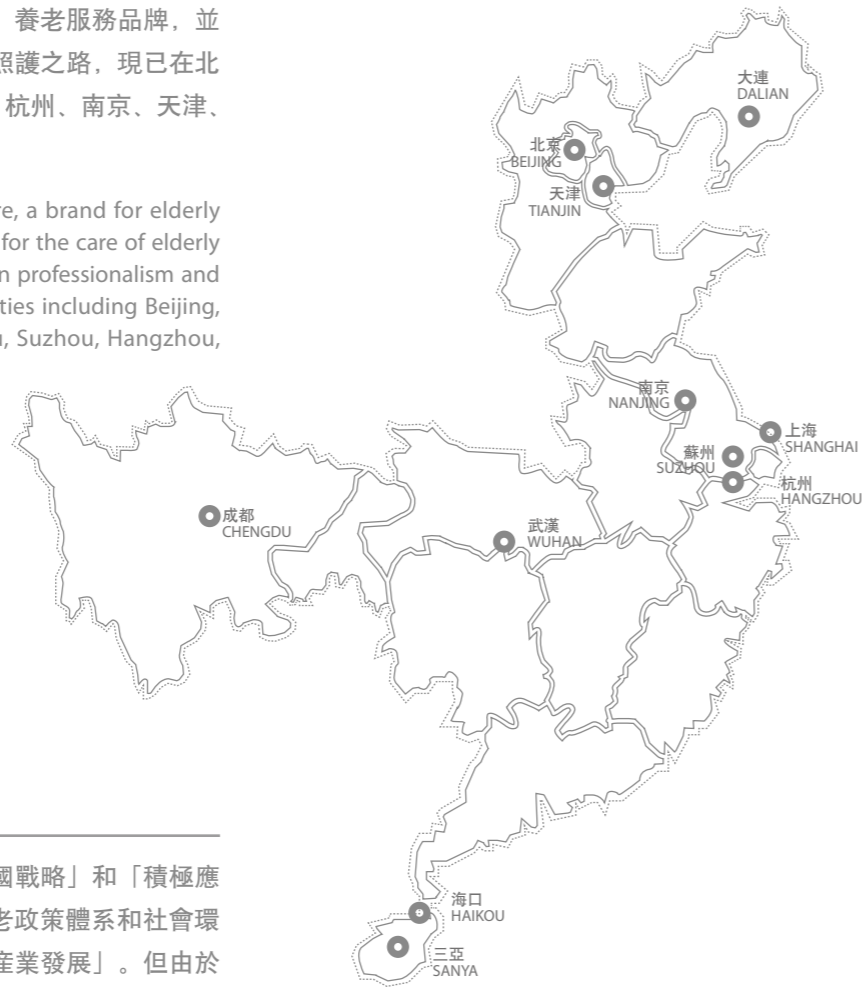 養老服務品牌，並
照護之路，現已在北
杭州、南京、天津、
re, a brand for elderly
for the care of elderly
n professionalism and
ties including Beijing,
u, Suzhou, Hangzhou,
大連
DALIAN
北京
BEIJING
天津
TIANJIN
南京
NANJING
上海
SHANGHAI
蘇州
SUZHOU
杭州
HANGZHOU
成都
CHENGDU
武漢
WUHAN
海口
HAIKOU
三亞
SANYA
國戰略」和「積極應
老政策體系和社會環
產業發展」。但由於